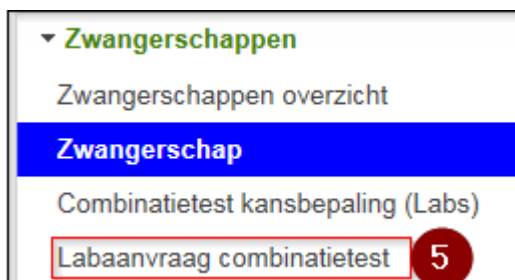 Zwangerschappen
Zwangerschappen overzicht
Zwangerschap
Combinatietest kansbepaling (Labs)
Labaanvraag combinatietest 5